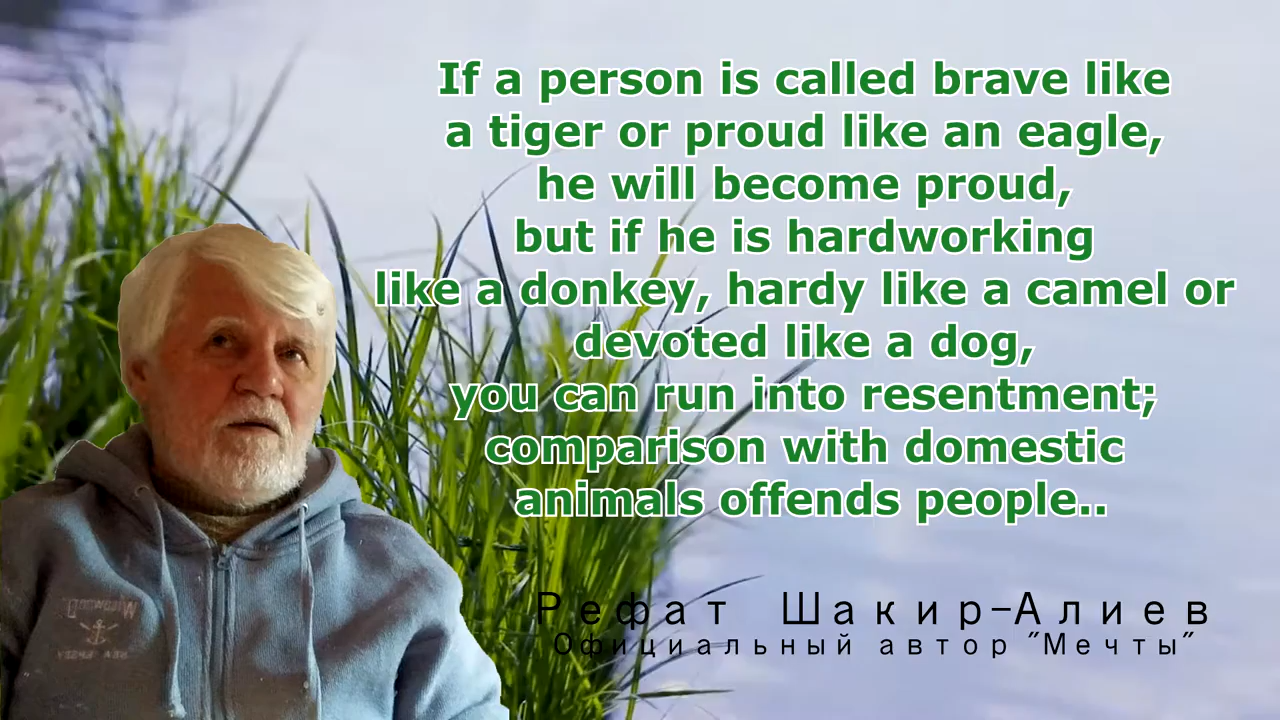 If a person is called brave like
a tiger or proud like an eagle,
he will become proud,
but if he is hardworking
like a donkey, hardy like a camel or
devoted like a dog,
you can run into resentment;
comparison with domestic
animals offends people..
Рефат Шакир-Алиев
Официальный автор "Мечты"